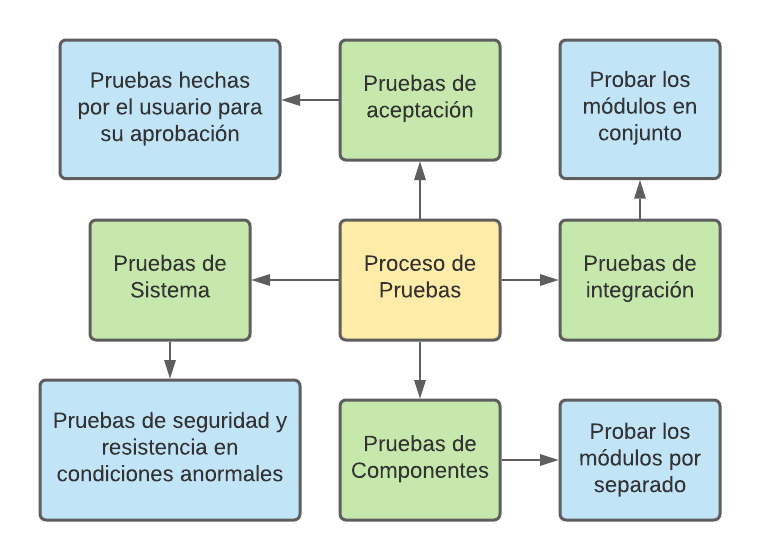 Pruebas hechas
por el usuario para
su aprobación
Pruebas de
aceptación
Probar los
módulos en
conjunto
Pruebas de
Sistema
Proceso de
Pruebas
Pruebas de
integración
Pruebas de seguridad y
resistencia en
condiciones anormales
Pruebas de
Componentes
Probar los
módulos por
separado